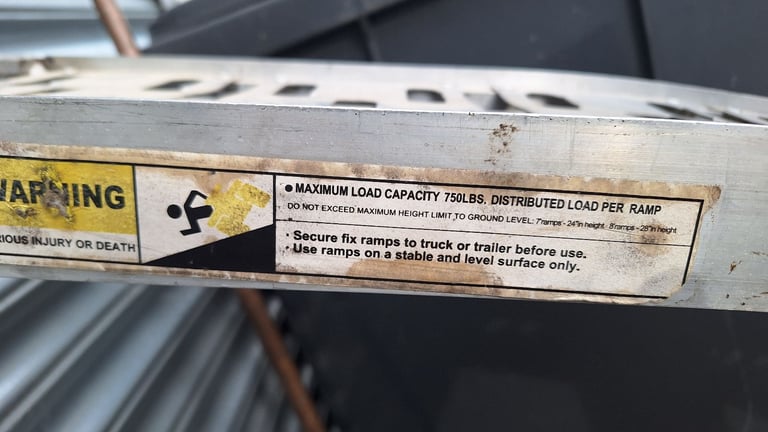 WARNING
RIOUS INJURY OR DEATH
● MAXIMUM LOAD CAPACITY 750LBS, DISTRIBUTED LOAD PER RAMP
DO NOT EXCEED MAXIMUM HEIGHT LIMIT TO GROUND LEVEL: 7'ramps - 24"in height 8'ramps - 28"in height
· Secure fix ramps to truck or trailer before use.
· Use ramps on a stable and level surface only.